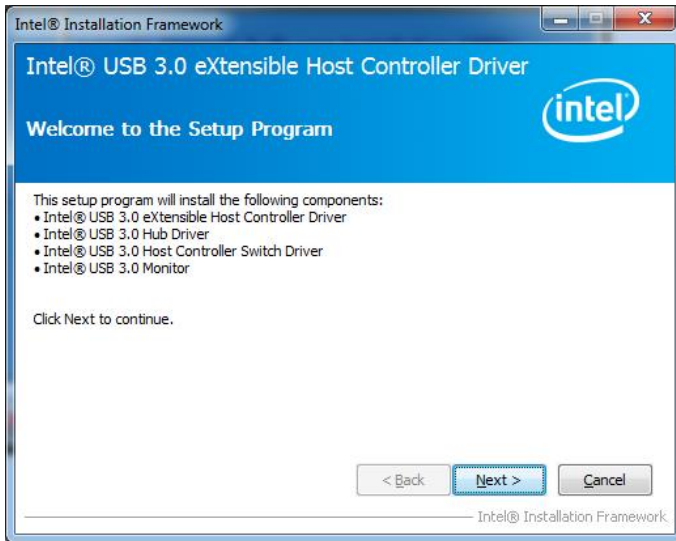 Intel® Installation Framework
Intel® USB 3.0 eXtensible Host Controller Driver
intel
Welcome to the Setup Program
This setup program will install the following components:
• Intel® USB 3.0 eXtensible Host Controller Driver
• Intel® USB 3.0 Hub Driver
• Intel® USB 3.0 Host Controller Switch Driver
• Intel® USB 3.0 Monitor
Click Next to continue.
< Back Next > Cancel
Intel® Installation Framework